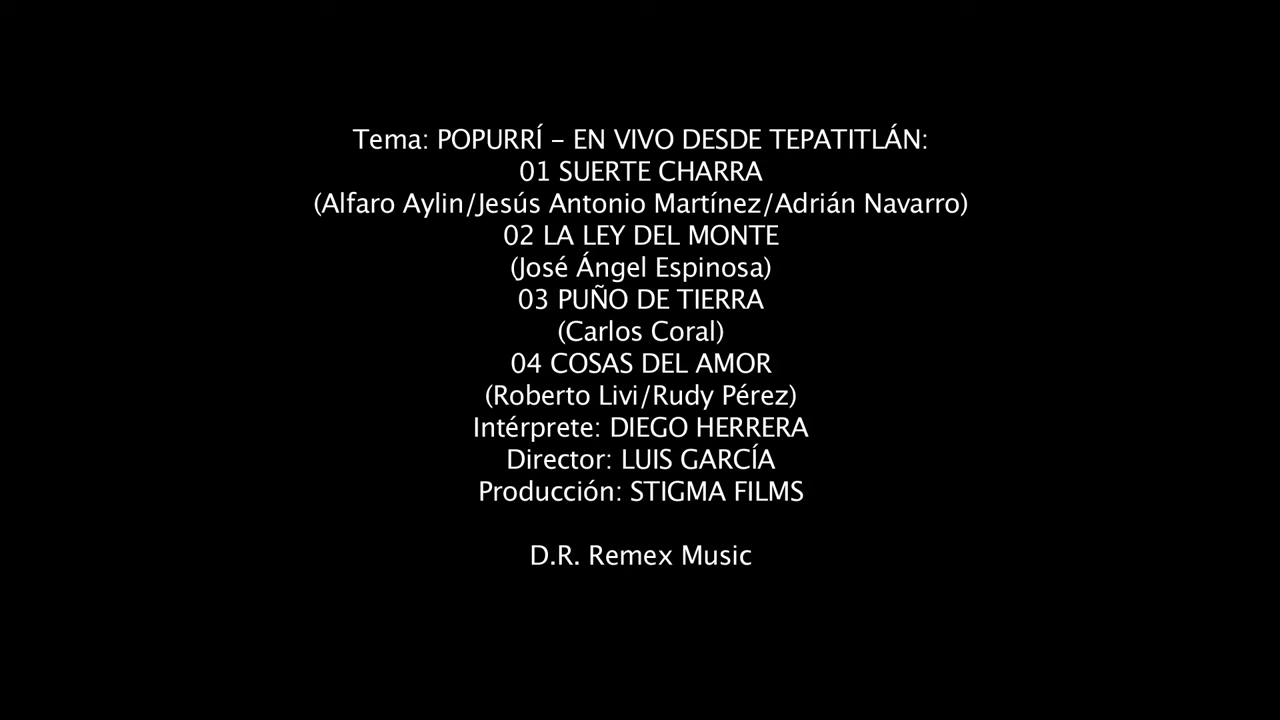 Tema: POPURRÍ - EN VIVO DESDE TEPATITLÁN:
01 SUERTE CHARRA
(Alfaro Aylin/Jesús Antonio Martínez/Adrián Navarro)
02 LA LEY DEL MONTE
(José Ángel Espinosa)
03 PUÑO DE TIERRA
(Carlos Coral)
04 COSAS DEL AMOR
(Roberto Livi/Rudy Pérez)
Intérprete: DIEGO HERRERA
Director: LUIS GARCÍA
Producción: STIGMA FILMS
D.R. Remex Music